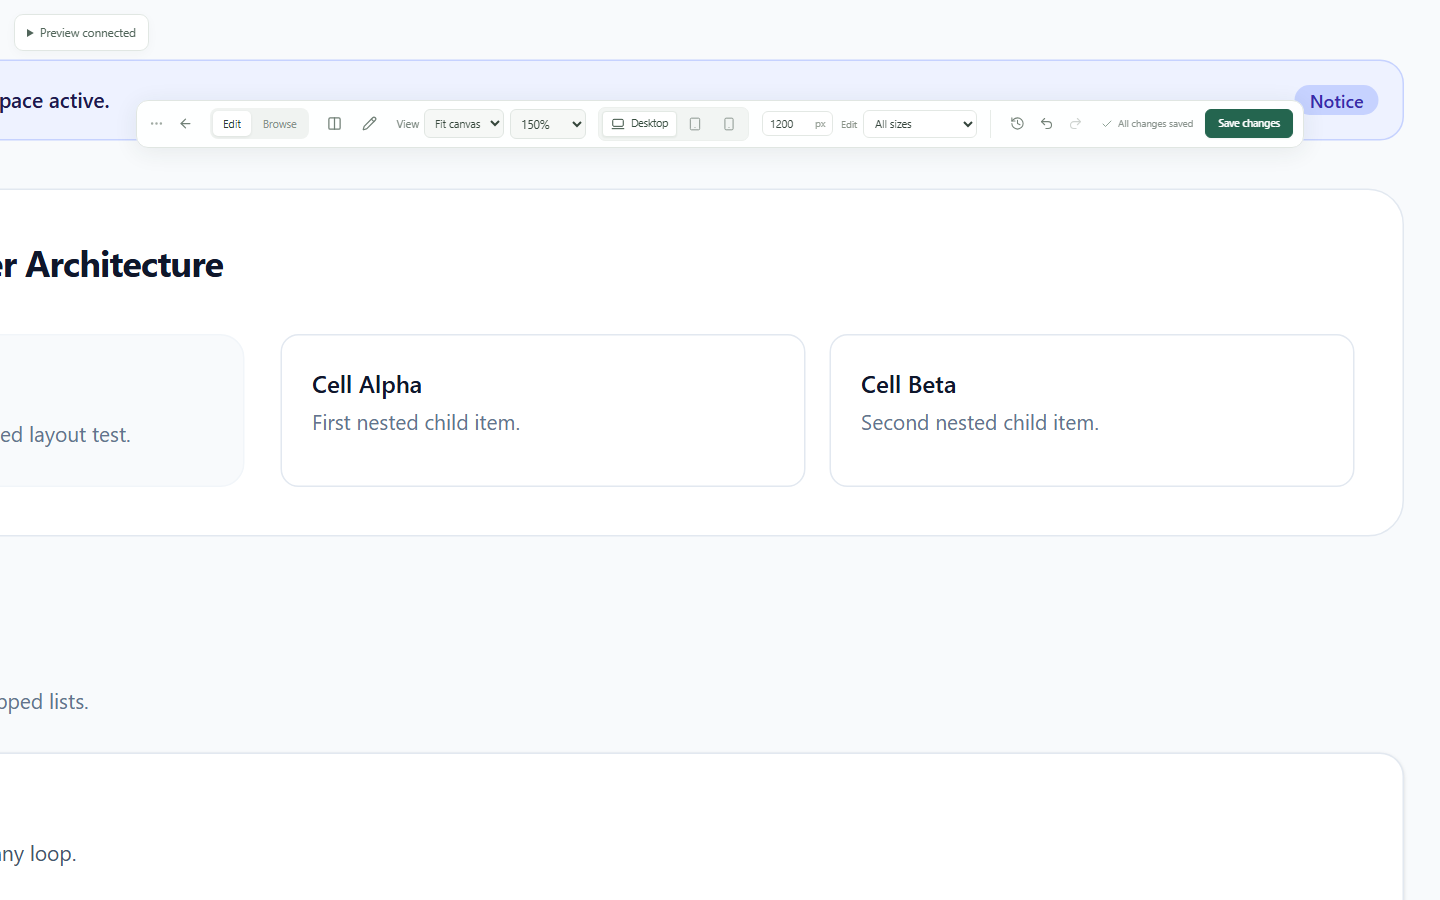 Preview connected
pace active.
Notice
Edit Browse View Fit canvas 150% Desktop 1200 px Edit All sizes All changes saved Save changes
er Architecture
Cell Alpha
First nested child item.
Cell Beta
Second nested child item.
ed layout test.
pped lists.
any loop.